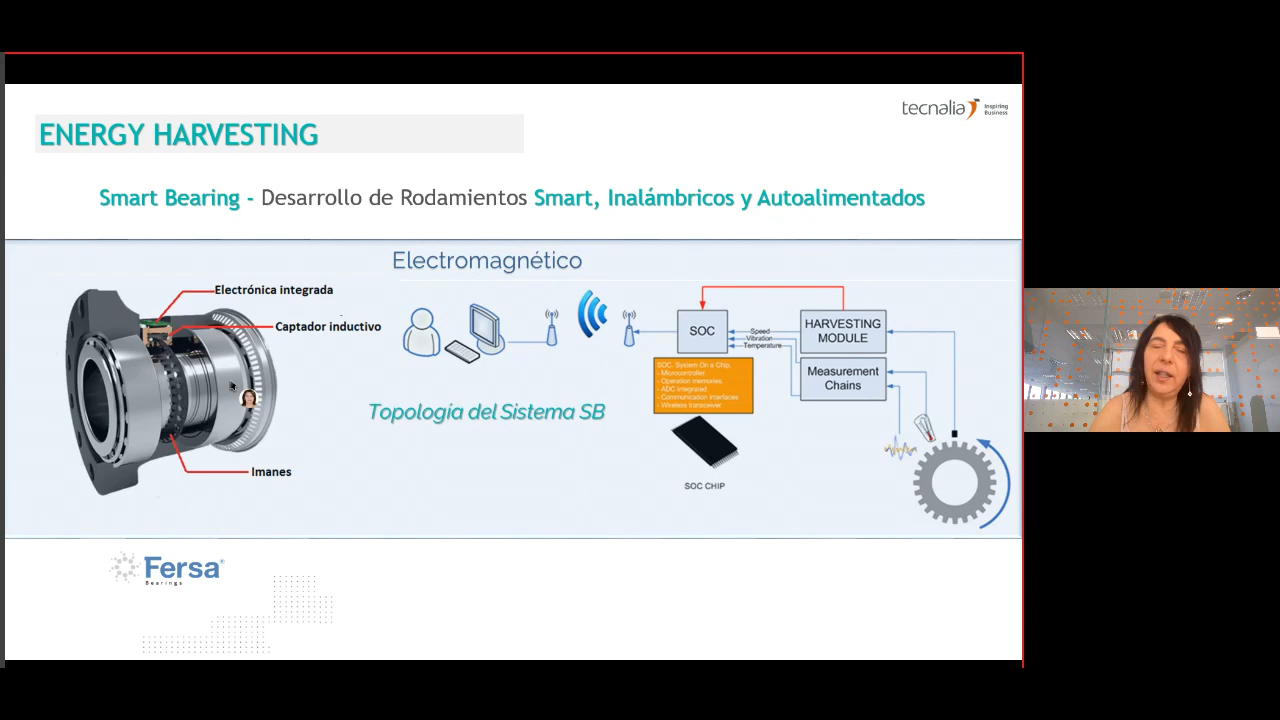 ENERGY HARVESTING
tecnalia Inspiring Business
Smart Bearing - Desarrollo de Rodamientos Smart, Inalámbricos y Autoalimentados
Electromagnético
Electrónica integrada
Captador inductivo
Imanes
Topología del Sistema SB
SOC
Speed
Vibration
Temperature
HARVESTING
MODULE
Measurement
Chains
SOC. System On a Chip.
- Microcontroller
- Operation memories
- ADC integrated
- Communication interfaces
- Wireless transceiver
SOC CHIP
Fersa®
Bearings